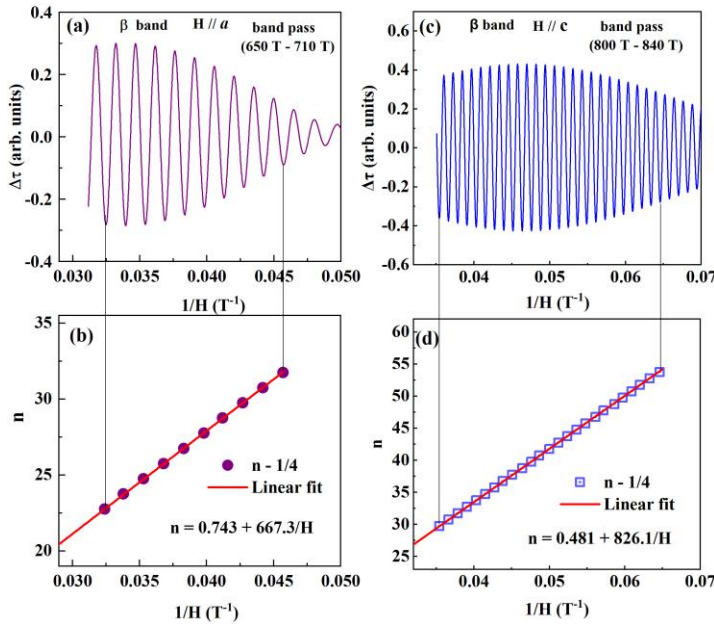 (a) β band H // a band pass
(650 T - 710 T)
0.4
0.2
0.0
-0.2
-0.4
Δτ (arb. units)
0.030 0.035 0.040 0.045 0.050
1/H (T⁻¹)
(c) β band H // c band pass
(800 T - 840 T)
0.6
0.4
0.2
0.0
-0.2
-0.4
-0.6
Δτ (arb. units)
0.04 0.05 0.06 0.07
1/H (T⁻¹)
(b)
35
30
25
20
n
n - 1/4
Linear fit
n = 0.743 + 667.3/H
0.030 0.035 0.040 0.045 0.050
1/H (T⁻¹)
(d)
60
55
50
45
40
35
30
25
20
n
n - 1/4
Linear fit
n = 0.481 + 826.1/H
0.04 0.05 0.06 0.07
1/H (T⁻¹)